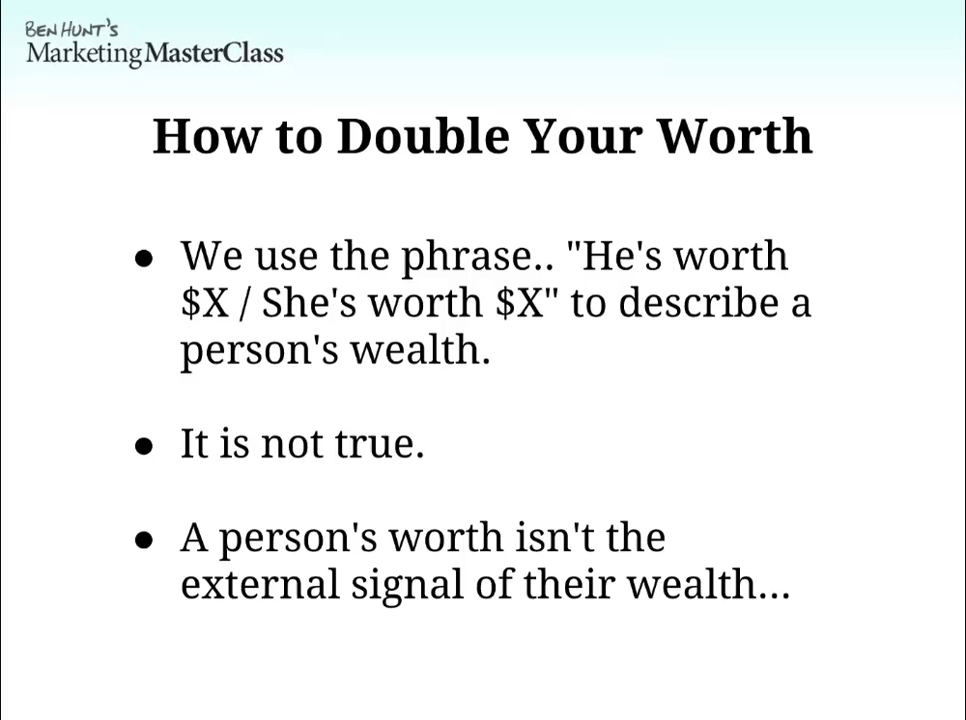 BEN HUNT'S
Marketing MasterClass
How to Double Your Worth
● We use the phrase.. "He's worth
$X / She's worth $X" to describe a
person's wealth.
● It is not true.
● A person's worth isn't the
external signal of their wealth...